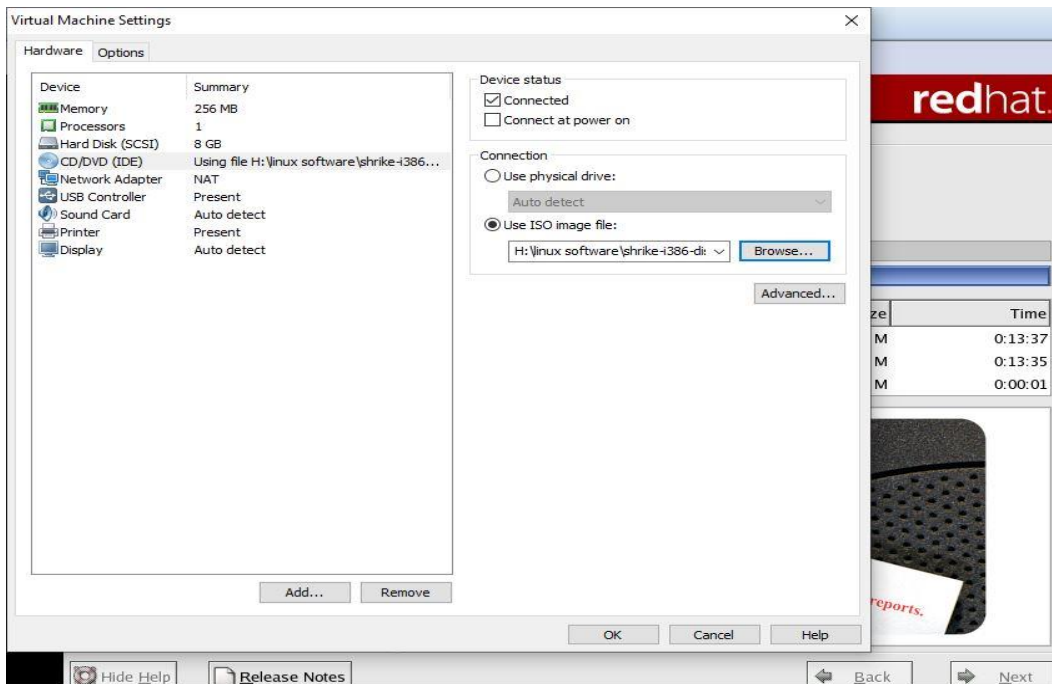 Virtual Machine Settings
Hardware Options
Device Summary
Memory 256 MB
Processors 1
Hard Disk (SCSI) 8 GB
CD/DVD (IDE) Using file H:\linux software\shrike-i386...
Network Adapter NAT
USB Controller Present
Sound Card Auto detect
Printer Present
Display Auto detect
Add... Remove
Device status
Connected
Connect at power on
Connection
Use physical drive:
Auto detect
Use ISO image file:
H:\linux software\shrike-i386-di
Browse...
Advanced...
OK Cancel Help
redhat.
ze Time
M 0:13:37
M 0:13:35
M 0:00:01
reports.
Hide Help Release Notes Back Next